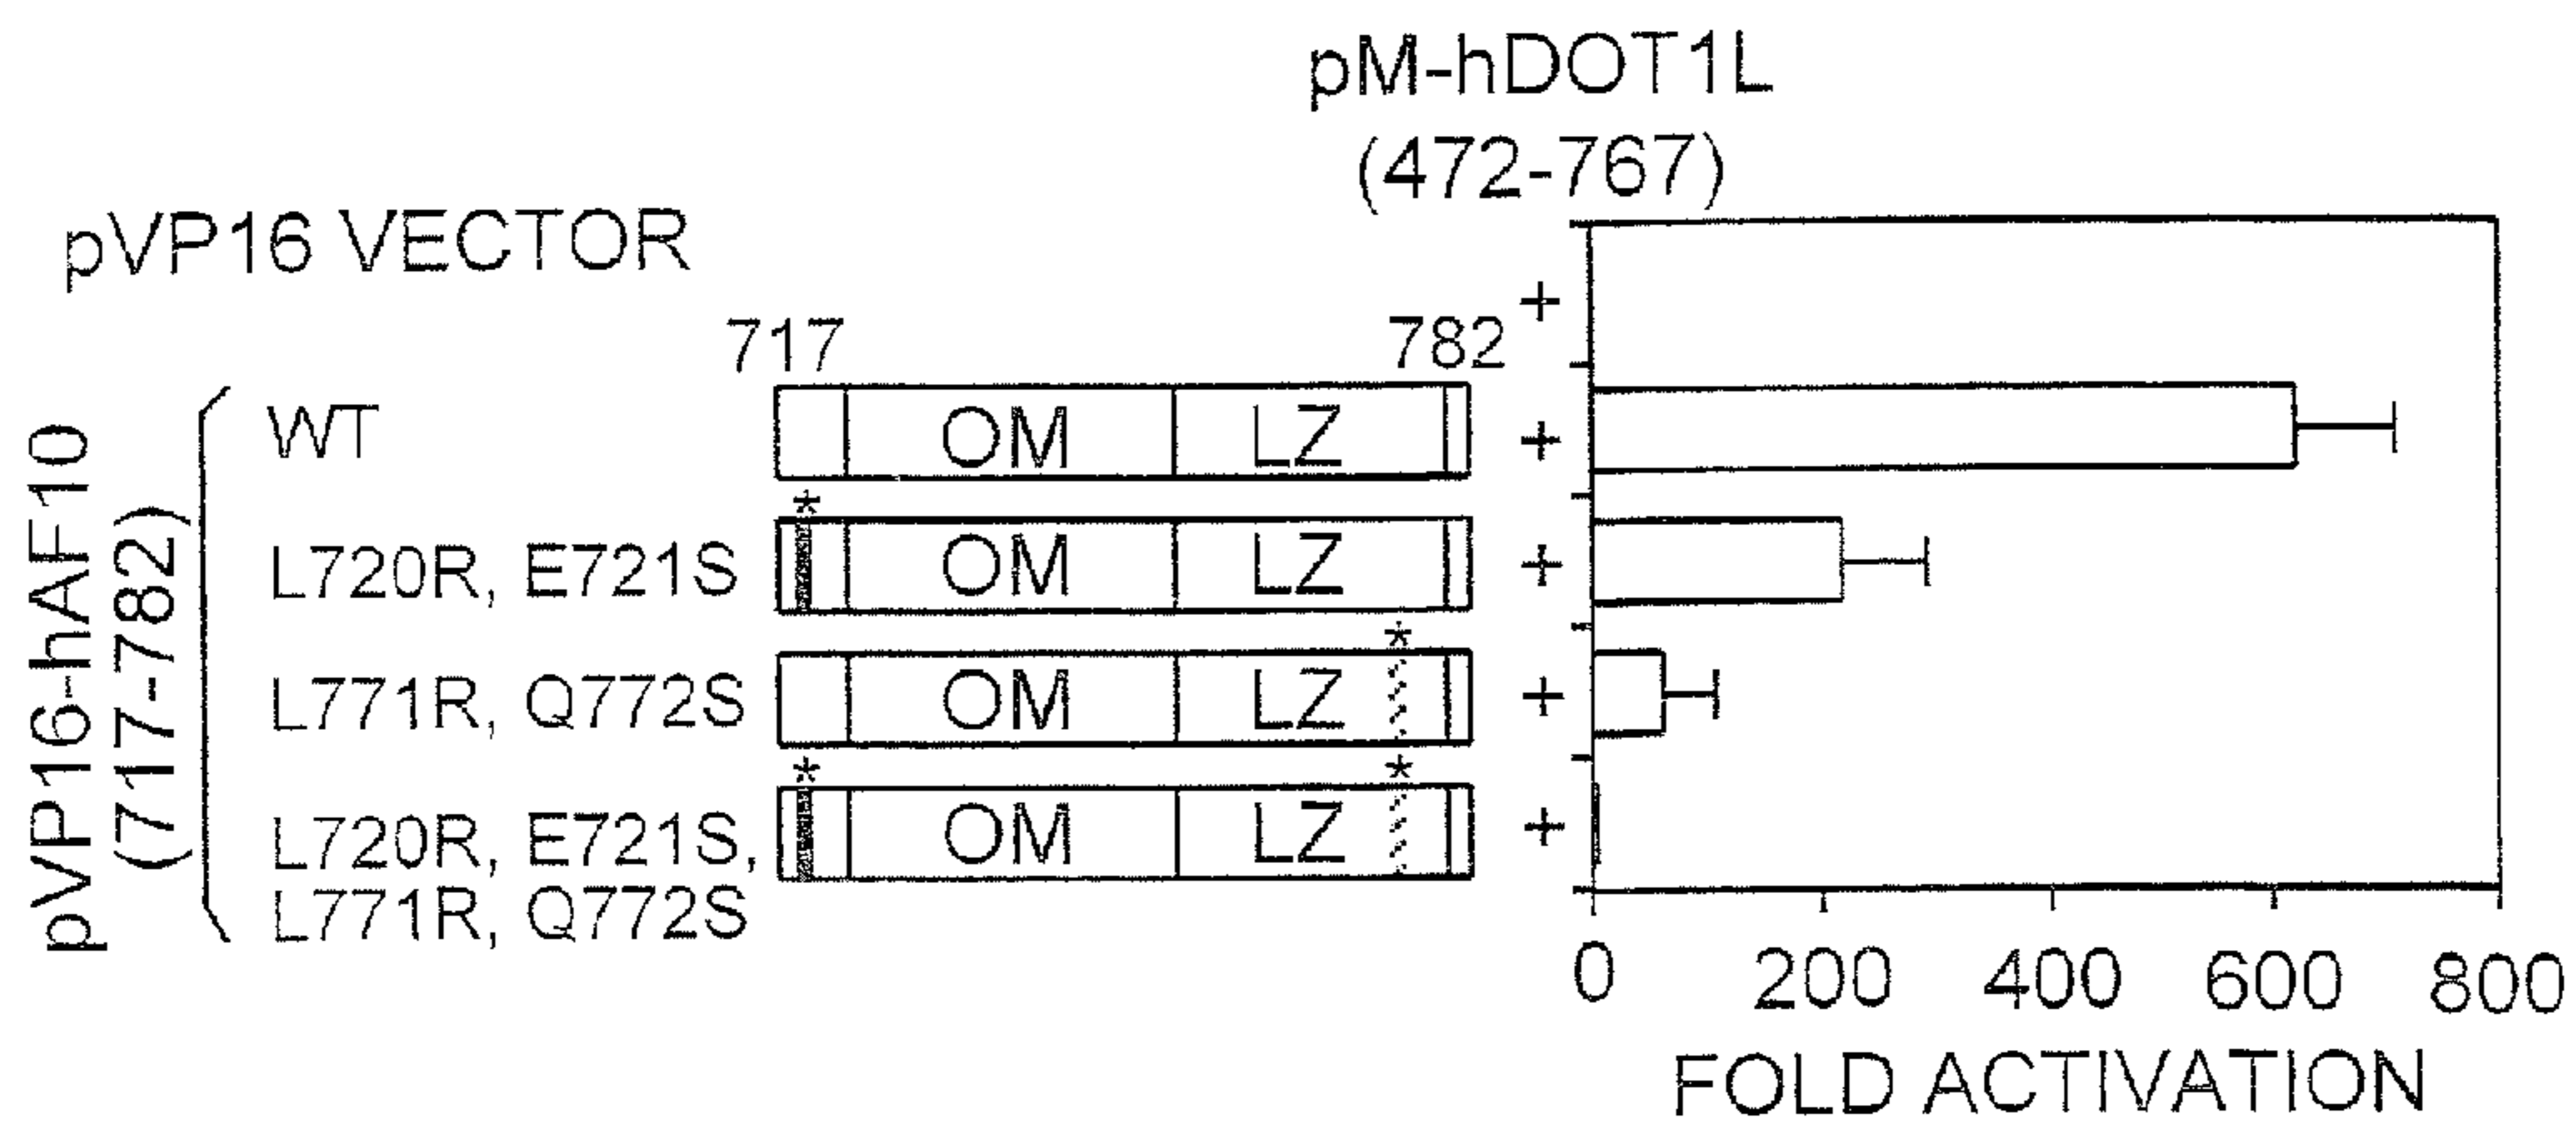 pM-hDOT1L
(472-767)
pVP16 VECTOR
+
717 782
pVP16-hAF10
(717-782)
WT OM LZ +
* 
L720R, E721S OM LZ +
*
L771R, Q772S OM LZ +
* *
L720R, E721S, OM LZ +
L771R, Q772S
0 200 400 600 800
FOLD ACTIVATION